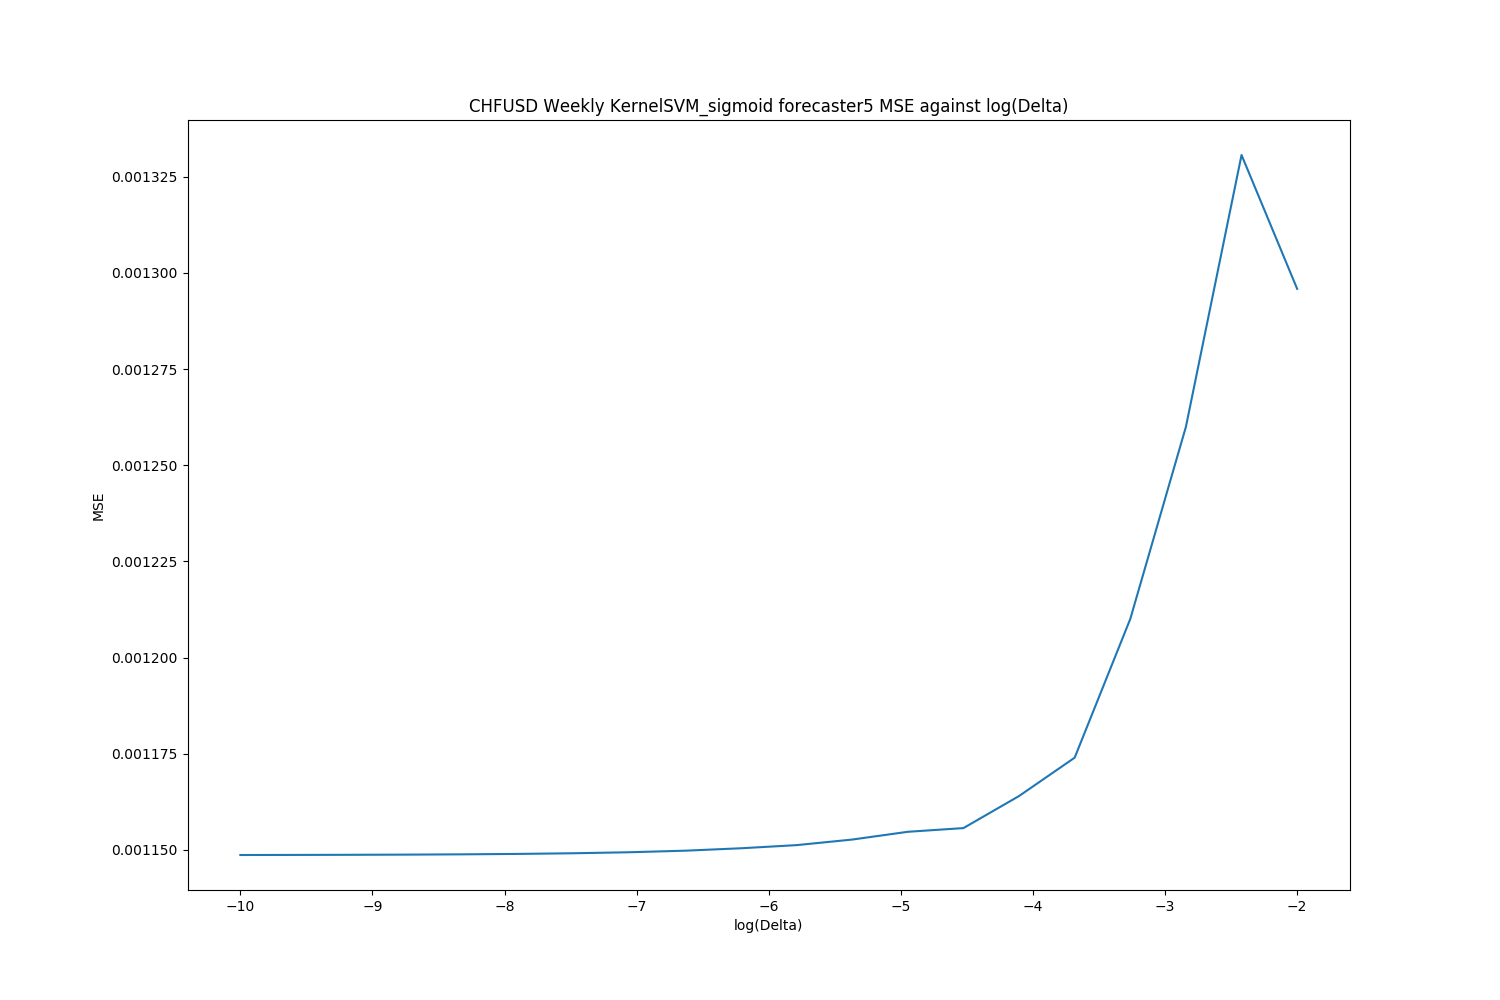 CHFUSD Weekly KernelSVM_sigmoid forecaster5 MSE against log(Delta)
0.001325
0.001300
0.001275
0.001250
MSE
0.001225
0.001200
0.001175
0.001150
−10 −9 −8 −7 −6 −5 −4 −3 −2
log(Delta)